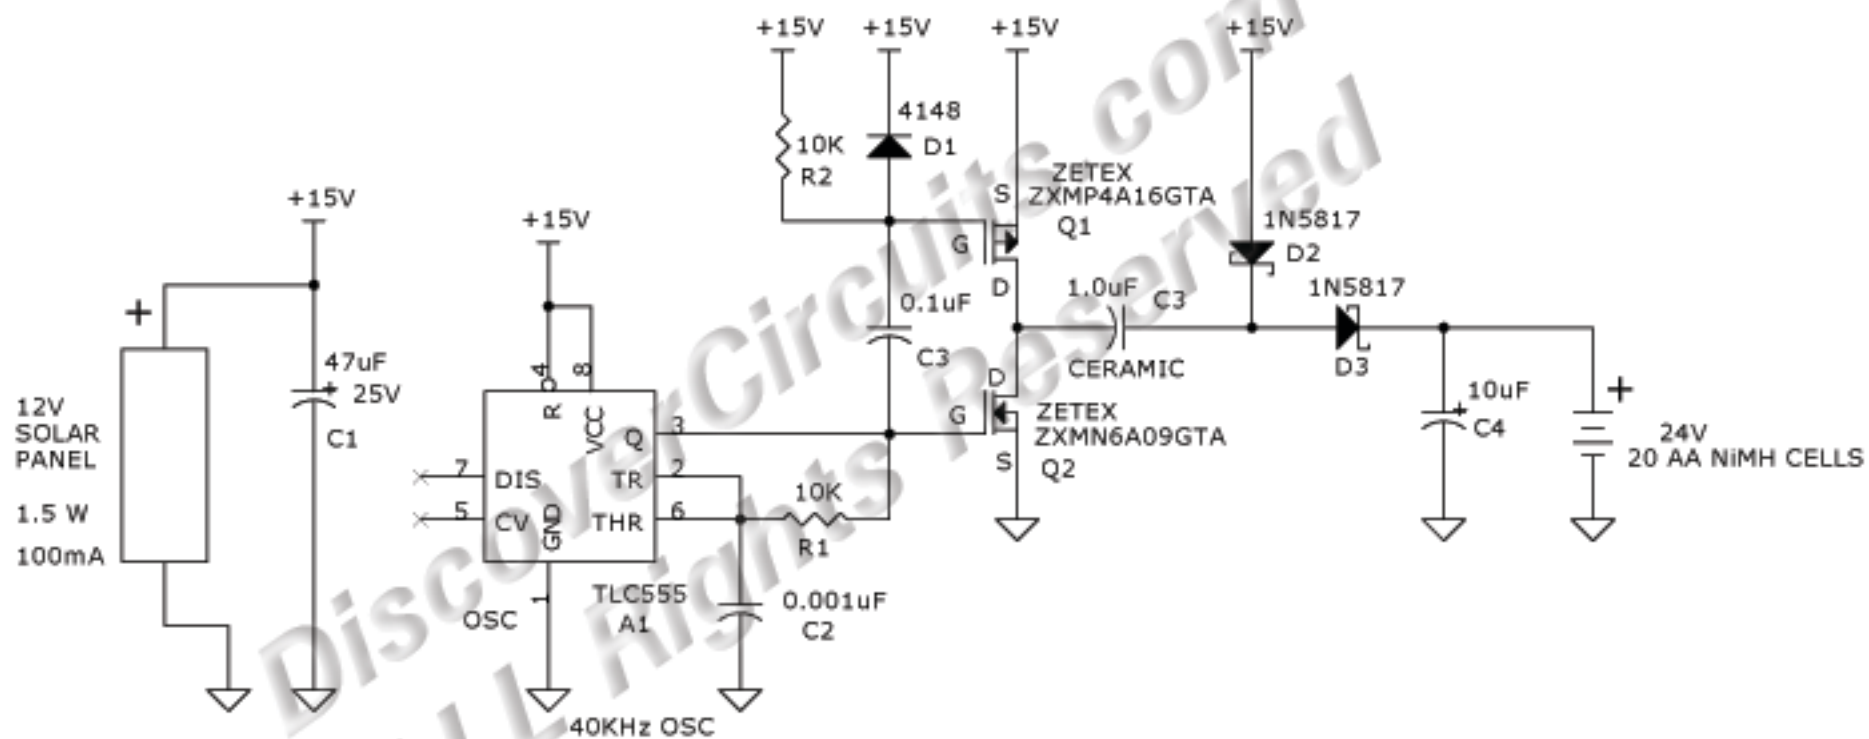 +15V
+15V
+15V
+15V
4148
D1
10K
R2
ZETEX
ZXMP4A16GTA
Q1
S
G
D
1N5817
D2
+15V
+15V
0.1uF
C3
1.0uF
C3
CERAMIC
1N5817
D3
+
47uF
+
25V
C1
12V
SOLAR
PANEL
1.5 W
100mA
4
8
R
VCC
Q
3
7
DIS
TR
2
5
CV
GND
THR
6
1
10K
R1
D
G
S
ZETEX
ZXMN6A09GTA
Q2
10uF
+
C4
+
24V
20 AA NiMH CELLS
OSC
TLC555
A1
0.001uF
C2
40KHz OSC
DiscoverCircuits.com
ALL Rights Reserved